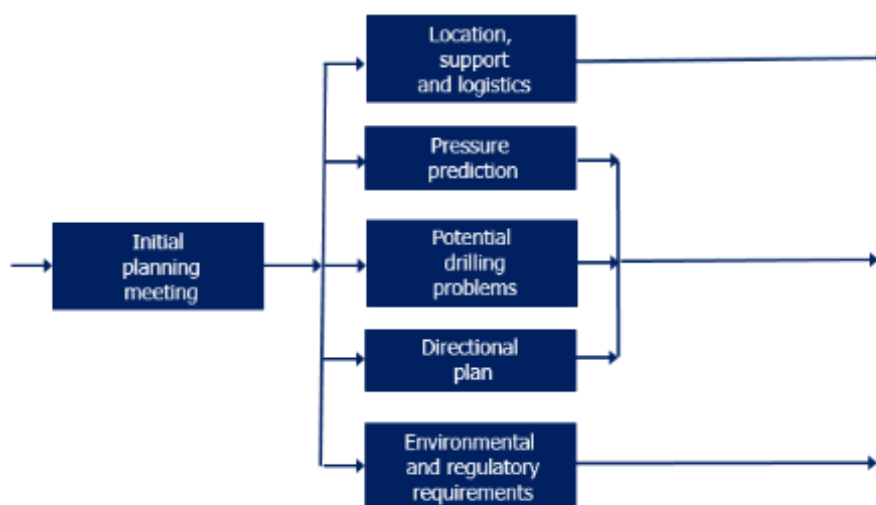 Location,
support
and logistics
Pressure
prediction
Initial
planning
meeting
Potential
drilling
problems
Directional
plan
Environmental
and regulatory
requirements